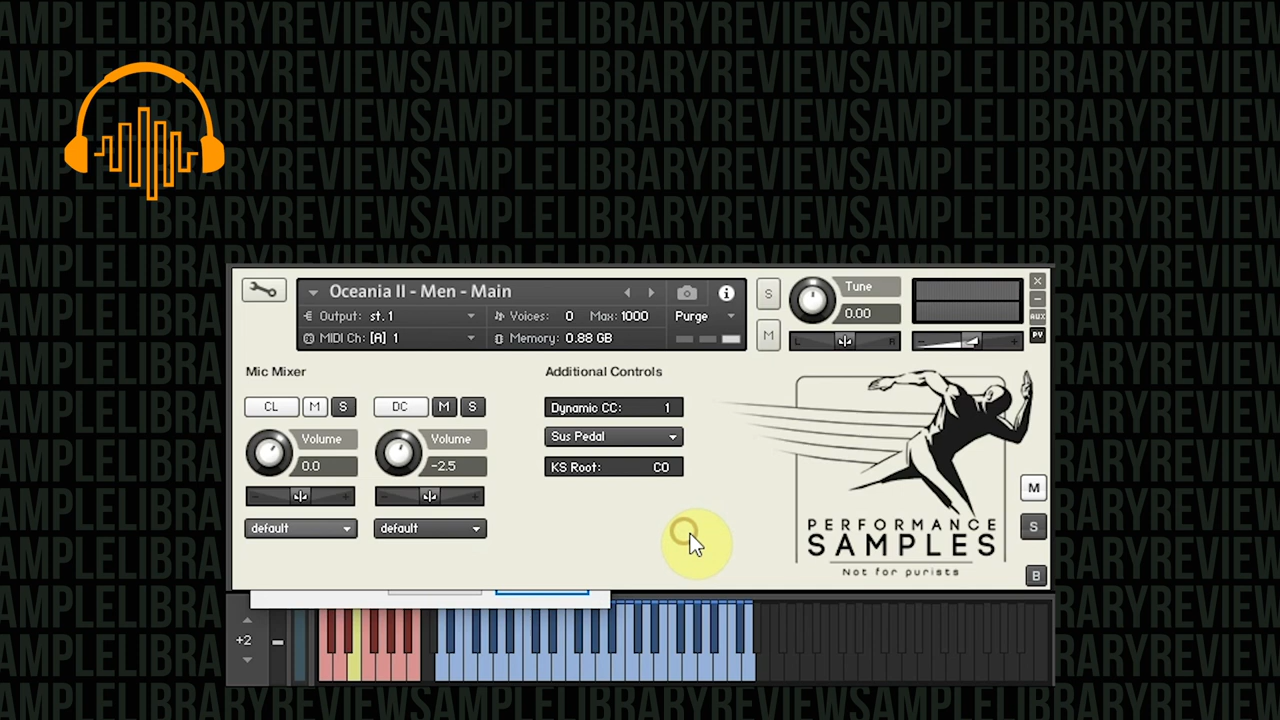 SAMPLELIBRARYREVIEWSAMPLELIBRARYREVIEWSAMPLELIBRARYREVIEW
Oceania II - Men - Main
Output: st.1
Voices: 0 Max: 1000
Purge
MIDI Ch: [A] 1
Memory: 0.88 GB
S
M
Tune
0.00
L R
- +
×
-
AUX
PV
Mic Mixer
CL M S
DC M S
Volume
0.0
Volume
-2.5
default
default
Additional Controls
Dynamic CC: 1
Sus Pedal
KS Root: C0
PERFORMANCE
SAMPLES
Not for purists
M
S
B
+2